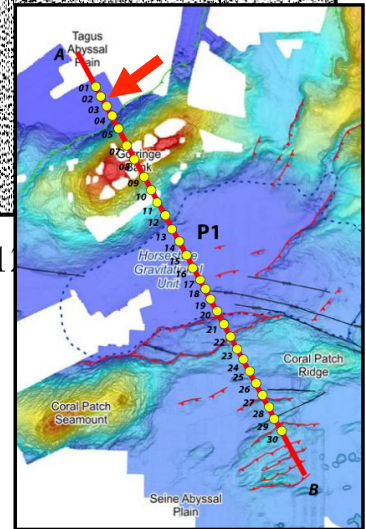 Tagus
Abyssal
Plain
A
01
02
03
04
05
07
Gorringe
08
Bank
09
10
11
12
13
P1
14
Horseshoe
15
Gravitational
16
Unit
17
18
19
20
21
22
23
Coral Patch
Ridge
24
25
26
27
Coral Patch
Seamount
28
29
30
B
Seine Abyssal
Plain